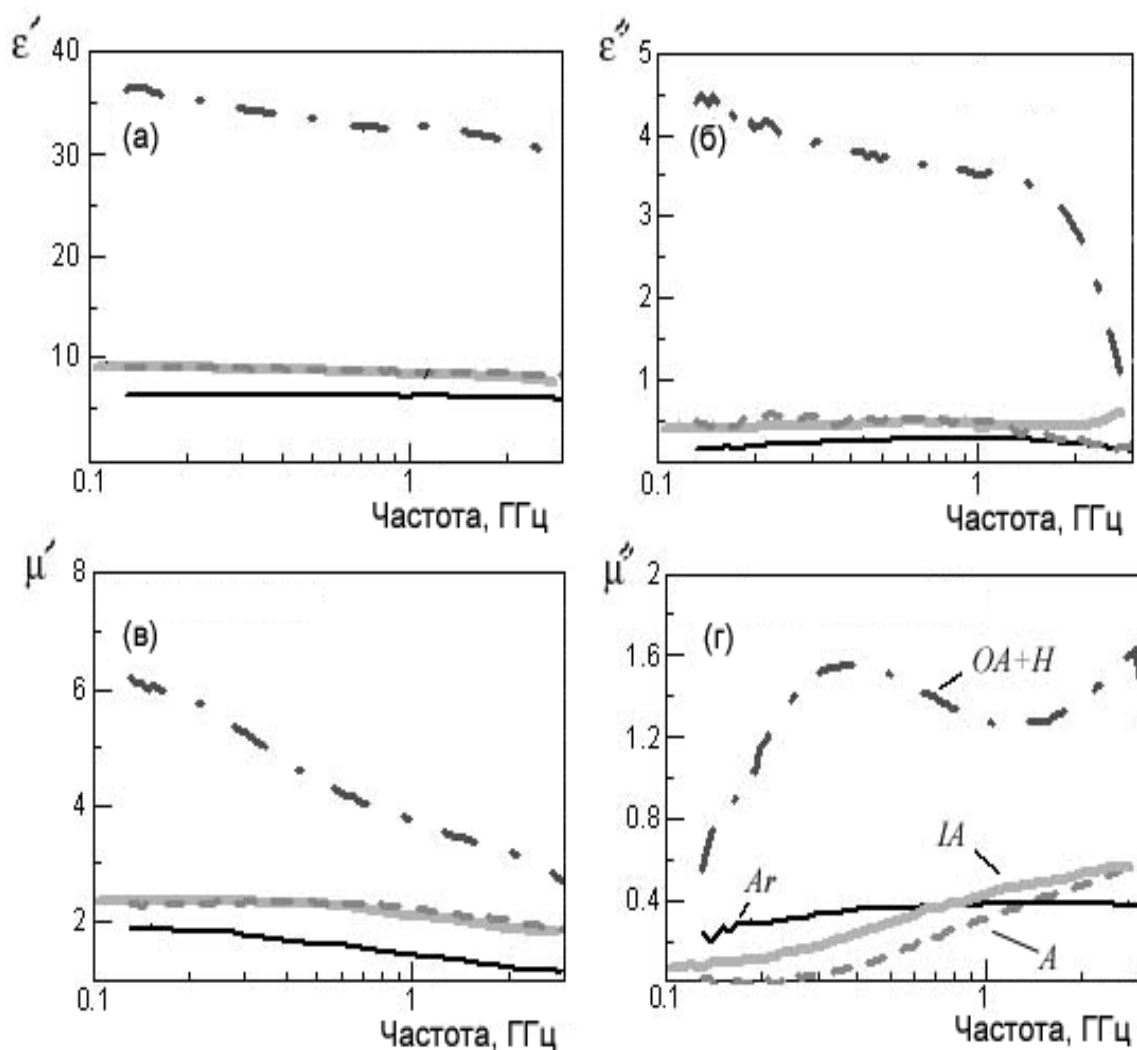 ε′
40
(а)
30
20
10
0.1
1
Частота, ГГц
ε″
5
4
(б)
3
2
1
0.1
1
Частота, ГГц
μ′
8
(в)
6
4
2
0.1
1
Частота, ГГц
μ″
2
(г)
1.6
OA+H
1.2
0.8
IA
Ar
0.4
A
0.1
1
Частота, ГГц